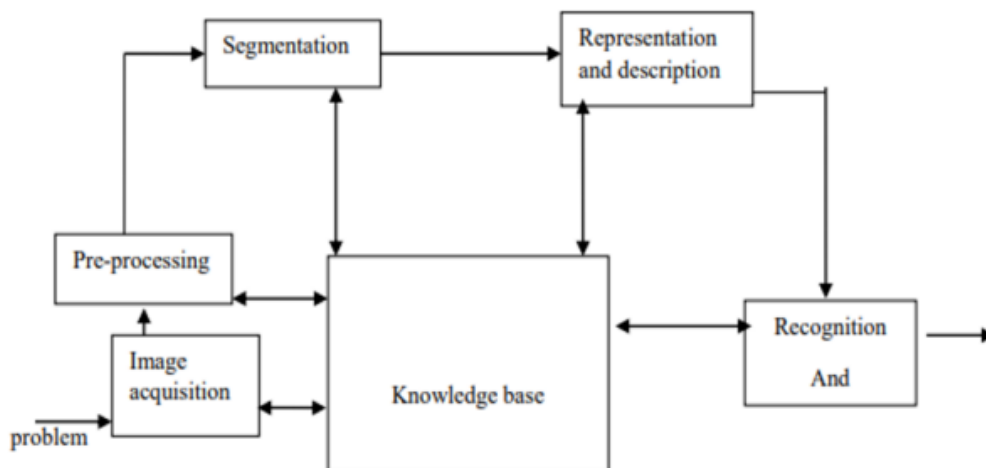 Segmentation
Representation
and description
Pre-processing
Image
acquisition
problem
Knowledge base
Recognition
And